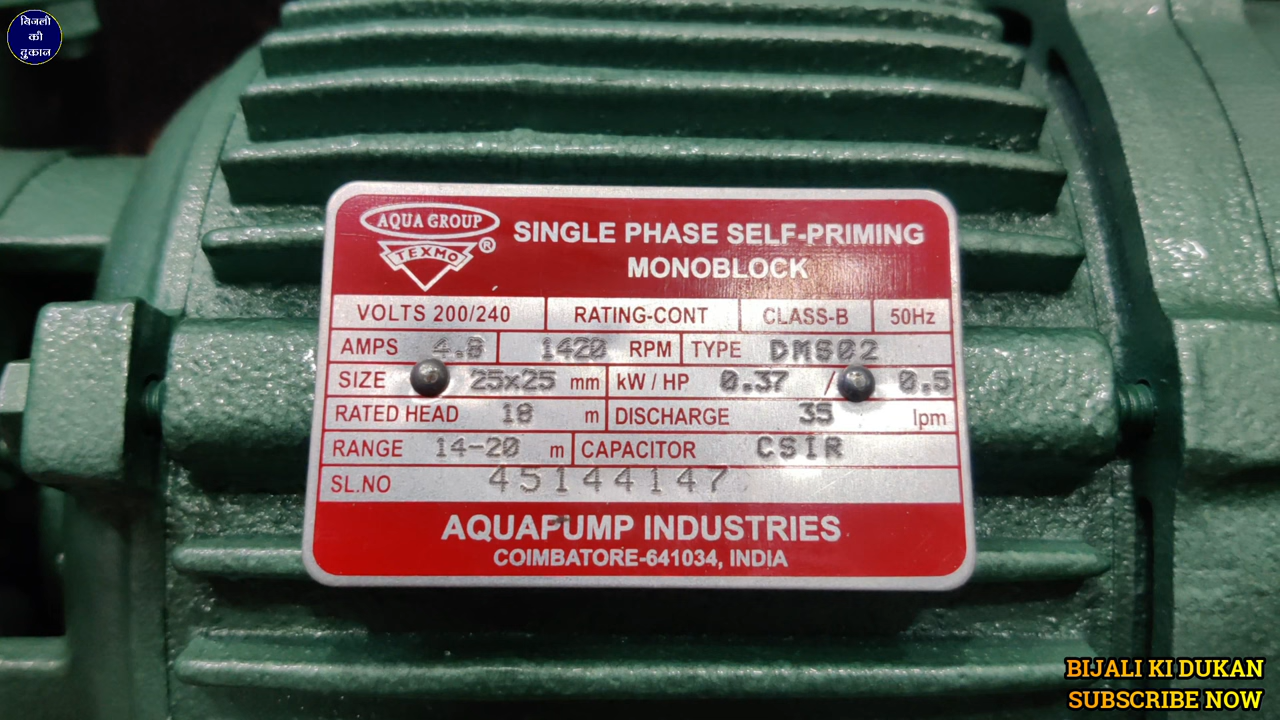 बिजली
की
दुकान
AQUA GROUP
TEXMO ®
SINGLE PHASE SELF-PRIMING
MONOBLOCK
VOLTS 200/240 RATING-CONT CLASS-B 50Hz
AMPS 4.8 1420 RPM TYPE DMS02
SIZE 25x25 mm kW / HP 0.37 / 0.5
RATED HEAD 18 m DISCHARGE 35 lpm
RANGE 14-20 m CAPACITOR CSIR
SL.NO 45144147
AQUAPUMP INDUSTRIES
COIMBATORE-641034, INDIA
BIJALI KI DUKAN
SUBSCRIBE NOW